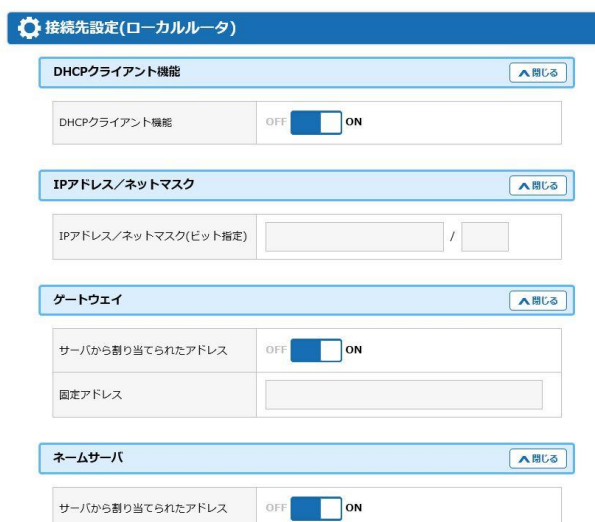 接続先設定(ローカルルータ)
DHCPクライアント機能
閉じる
DHCPクライアント機能
OFF ON
IPアドレス／ネットマスク
閉じる
IPアドレス／ネットマスク(ビット指定)
/
ゲートウェイ
閉じる
サーバから割り当てられたアドレス
OFF ON
固定アドレス
ネームサーバ
閉じる
サーバから割り当てられたアドレス
OFF ON